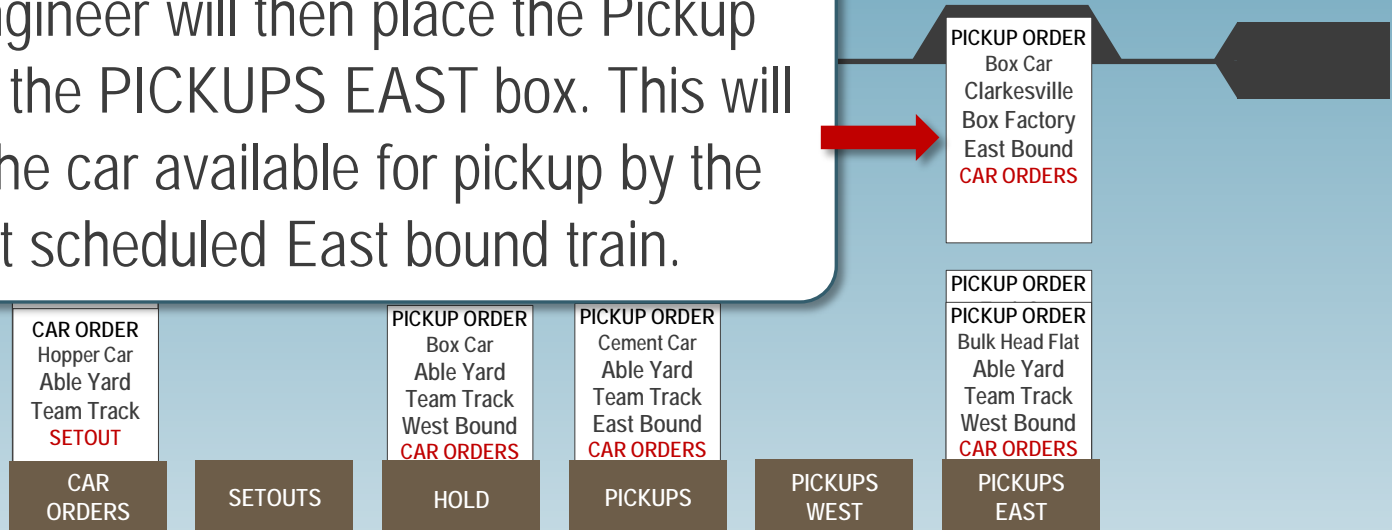 ngineer will then place the Pickup
the PICKUPS EAST box. This will
he car available for pickup by the
t scheduled East bound train.
PICKUP ORDER
Box Car
Clarkesville
Box Factory
East Bound
CAR ORDERS
CAR ORDER
Hopper Car
Able Yard
Team Track
SETOUT
PICKUP ORDER
Box Car
Able Yard
Team Track
West Bound
CAR ORDERS
PICKUP ORDER
Cement Car
Able Yard
Team Track
East Bound
CAR ORDERS
PICKUP ORDER
PICKUP ORDER
Bulk Head Flat
Able Yard
Team Track
West Bound
CAR ORDERS
CAR
ORDERS
SETOUTS
HOLD
PICKUPS
PICKUPS
WEST
PICKUPS
EAST